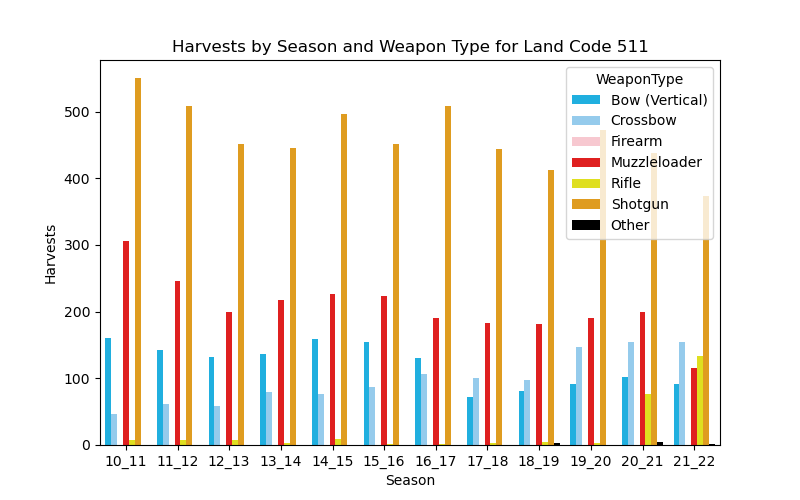 Harvests by Season and Weapon Type for Land Code 511
WeaponType
Bow (Vertical)
Crossbow
Firearm
Muzzleloader
Rifle
Shotgun
Other
Harvests
500
400
300
200
100
0
10_11 11_12 12_13 13_14 14_15 15_16 16_17 17_18 18_19 19_20 20_21 21_22
Season